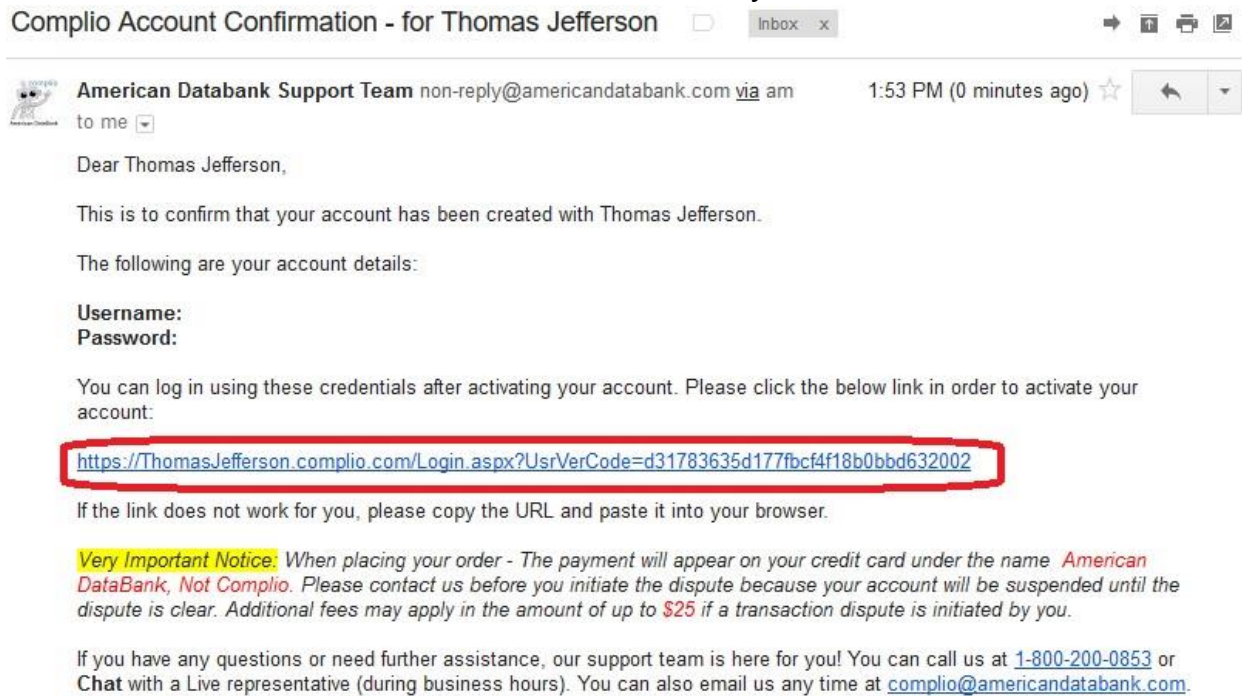 Complio Account Confirmation - for Thomas Jefferson Inbox x
American Databank Support Team non-reply@americandatabank.com via am 1:53 PM (0 minutes ago)
to me
Dear Thomas Jefferson,
This is to confirm that your account has been created with Thomas Jefferson.
The following are your account details:
Username:
Password:
You can log in using these credentials after activating your account. Please click the below link in order to activate your
account:
https://ThomasJefferson.complio.com/Login.aspx?UsrVerCode=d31783635d177fbcf4f18b0bbd632002
If the link does not work for you, please copy the URL and paste it into your browser.
Very Important Notice: When placing your order - The payment will appear on your credit card under the name American
DataBank, Not Complio. Please contact us before you initiate the dispute because your account will be suspended until the
dispute is clear. Additional fees may apply in the amount of up to $25 if a transaction dispute is initiated by you.
If you have any questions or need further assistance, our support team is here for you! You can call us at 1-800-200-0853 or
Chat with a Live representative (during business hours). You can also email us any time at complio@americandatabank.com.